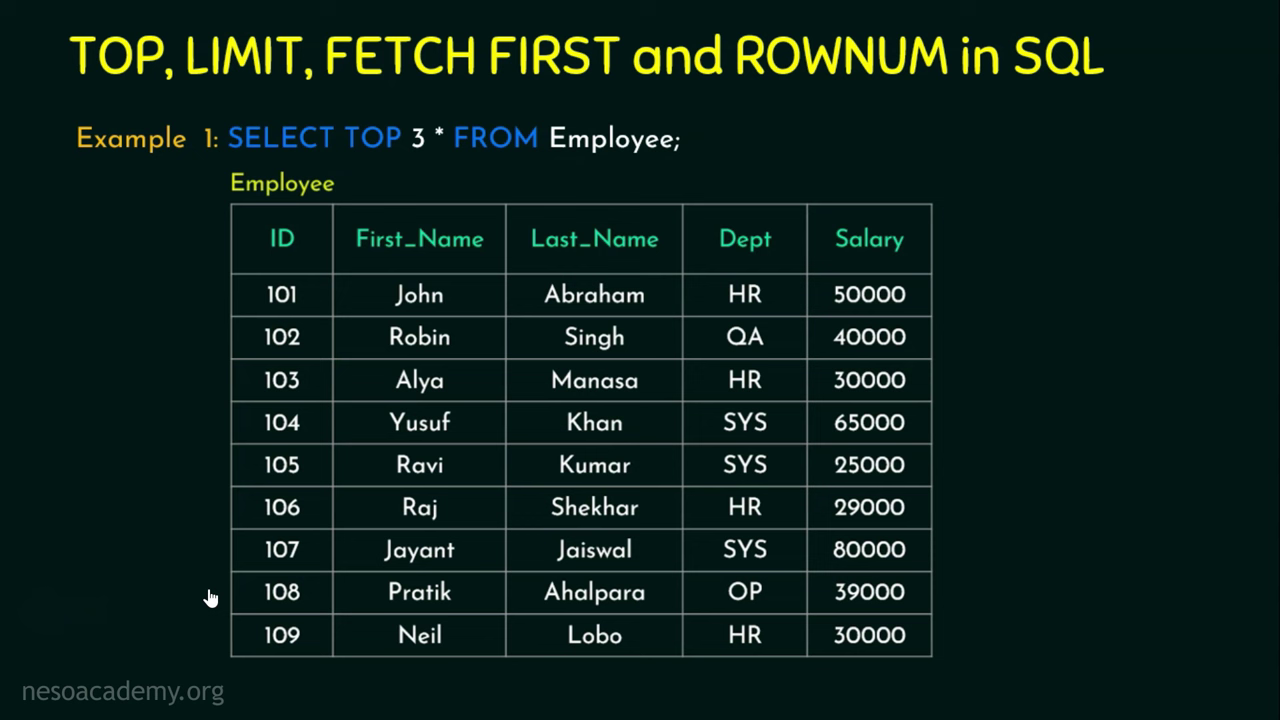 TOP, LIMIT, FETCH FIRST and ROWNUM in SQL
Example 1: SELECT TOP 3 * FROM Employee;
Employee
ID First_Name Last_Name Dept Salary
101 John Abraham HR 50000
102 Robin Singh QA 40000
103 Alya Manasa HR 30000
104 Yusuf Khan SYS 65000
105 Ravi Kumar SYS 25000
106 Raj Shekhar HR 29000
107 Jayant Jaiswal SYS 80000
108 Pratik Ahalpara OP 39000
109 Neil Lobo HR 30000
nesoacademy.org